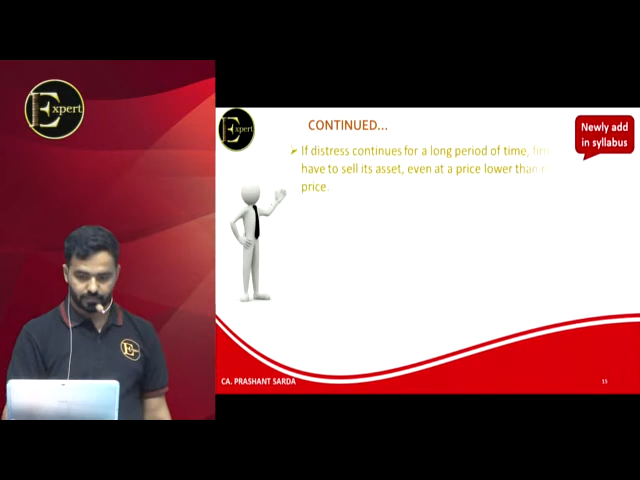 Expert
Expert
CONTINUED...
Newly add
in syllabus
➤ If distress continues for a long period of time,
have to sell its asset, even at a price lower than
price.
CA. PRASHANT SARDA
15